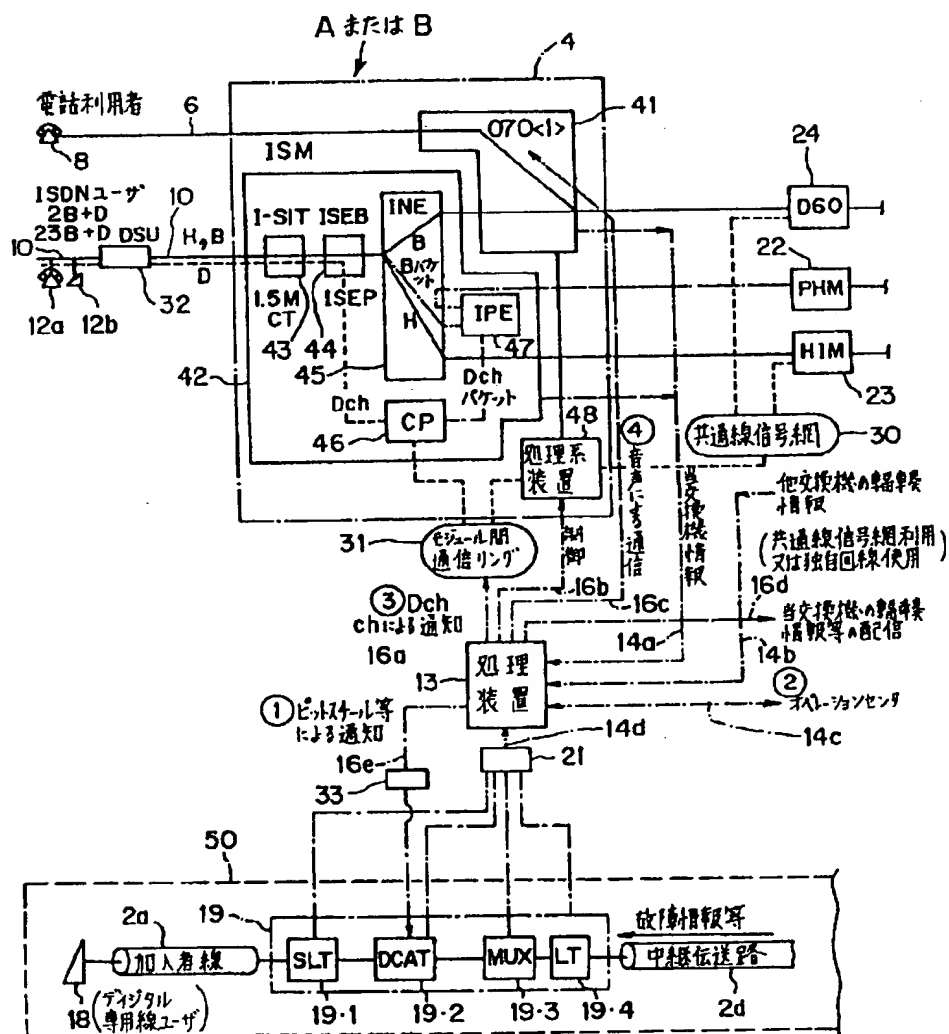 AまたはB
4
電話利用者
6
41
070<1>
8
ISM
24
ISDNユーザ
2B+D
23B+D
DSU
10
H,B
10
D
I-SIT
ISEB
INE
B
Bパケット
H
D60
22
PHM
12a
12b
32
1.5M
CT
ISEP
IPE
HIM
42
43
44
45
47
23
Dch
Dch
パケット
46
CP
48
処理系
装置
④
音声による通信
当交換機情報
共通線信号網
30
31
モジュール間
通信リング
制御
他交換機の輻輳
情報
(共通線信号網利用
又は独自回線使用)
16b
16c
16d
③Dch
chによる通知
16a
14a
当交換機の輻輳
情報等の配信
14b
13
処理
装置
②
オペレーションセンタ
14c
①ビットスチール等
による通知
14d
16e
21
33
50
19
2a
加入者線
SLT
DCAT
MUX
LT
故障情報等
中継伝送路
18
(ディジタル
専用線ユーザ)
19・1
19・2
19・3
19・4
2d